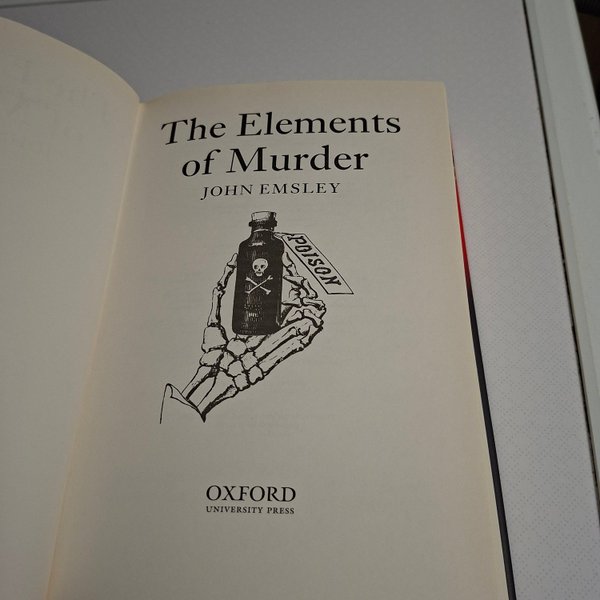 The Elements
of Murder
JOHN EMSLEY
POISON
OXFORD
UNIVERSITY PRESS